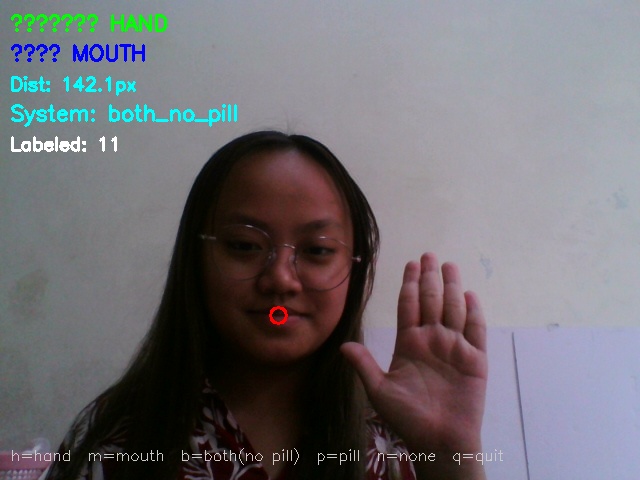 ??????? HAND
???? MOUTH
Dist: 142.1px
System: both_no_pill
Labeled: 11
h=hand m=mouth b=both(no pill) p=pill n=none q=quit